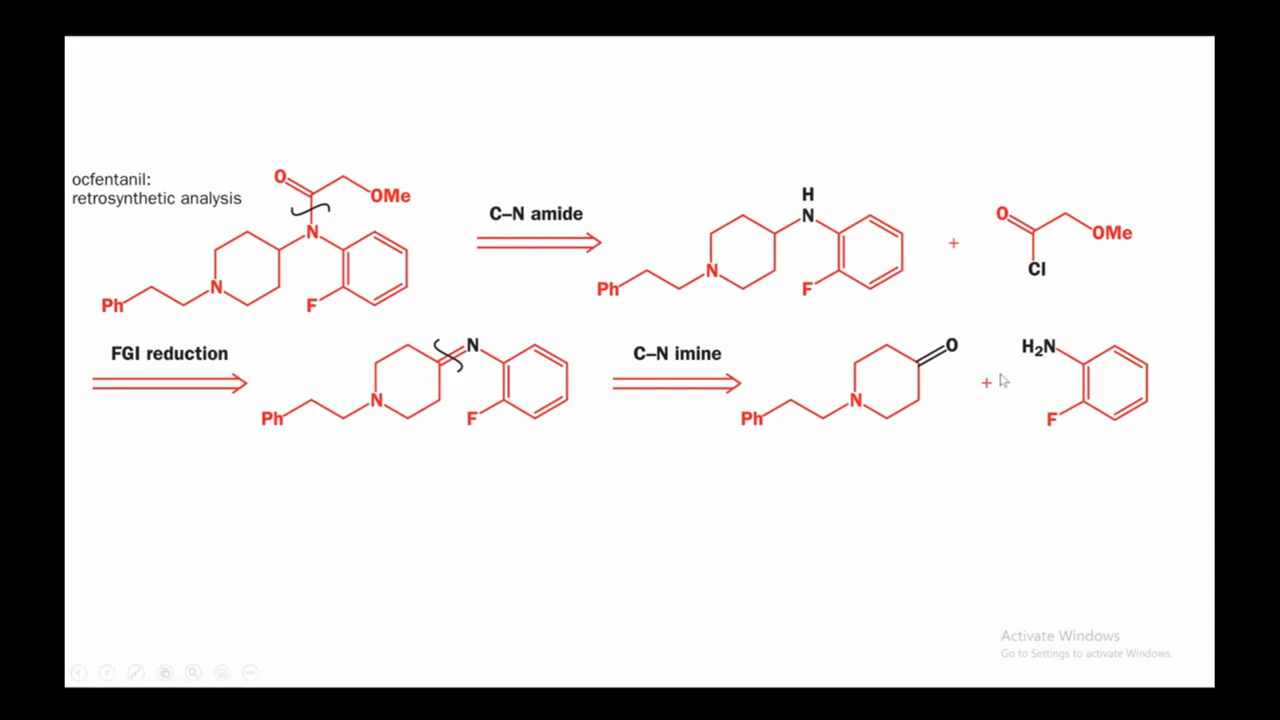 ocfentanil:
retrosynthetic analysis
O
OMe
N
N
Ph
F
C–N amide
H
N
N
Ph
F
+
O
OMe
Cl
FGI reduction
N
N
Ph
F
C–N imine
O
N
Ph
+
H₂N
F
Activate Windows
Go to Settings to activate Windows.